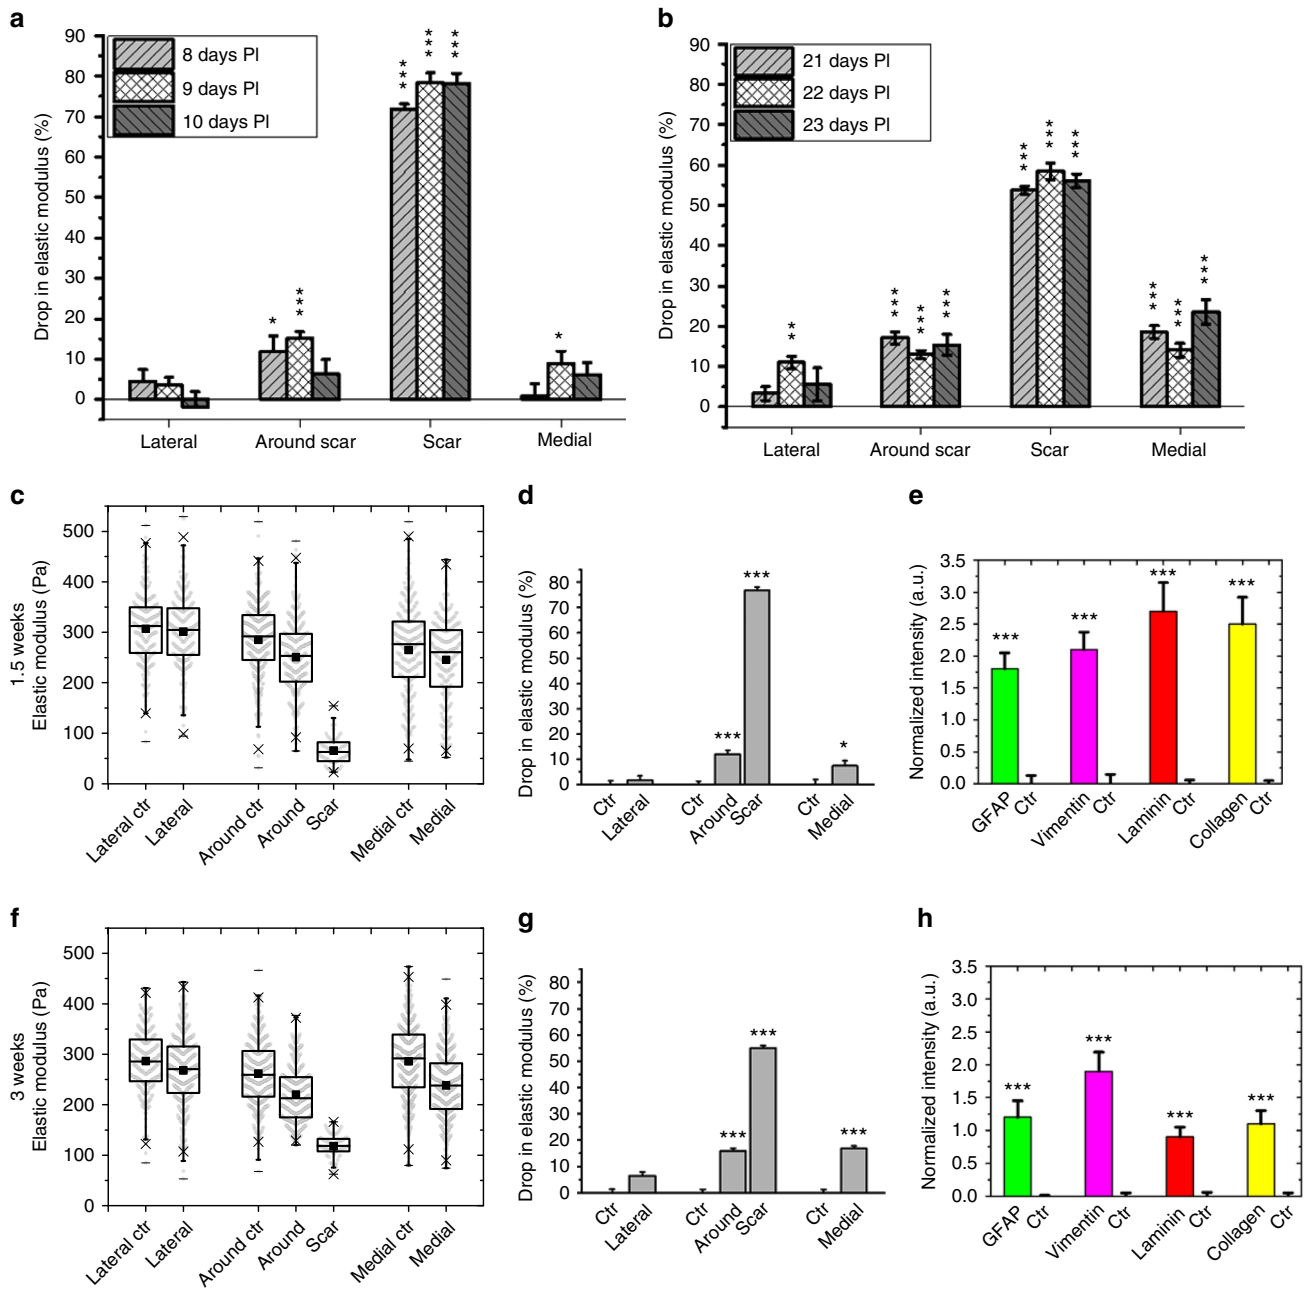 a
Drop in elastic modulus (%)
90
80
70
60
50
40
30
20
10
0
8 days PI
9 days PI
10 days PI
* * *
* * *
* * *
*
* * *
*
Lateral
Around scar
Scar
Medial
b
Drop in elastic modulus (%)
90
80
70
60
50
40
30
20
10
0
21 days PI
22 days PI
23 days PI
* *
* * *
* * *
* * *
* * *
* * *
* * *
* * *
* * *
* * *
Lateral
Around scar
Scar
Medial
c
1.5 weeks
Elastic modulus (Pa)
500
400
300
200
100
0
Lateral ctr
Lateral
Around ctr
Around
Scar
Medial ctr
Medial
d
Drop in elastic modulus (%)
80
70
60
50
40
30
20
10
0
***
***
*
Ctr
Lateral
Ctr
Around
Scar
Ctr
Medial
e
Normalized intensity (a.u.)
3.5
3.0
2.5
2.0
1.5
1.0
0.5
0.0
***
***
***
***
GFAP
Ctr
Vimentin
Ctr
Laminin
Ctr
Collagen
Ctr
f
3 weeks
Elastic modulus (Pa)
500
400
300
200
100
0
Lateral ctr
Lateral
Around ctr
Around
Scar
Medial ctr
Medial
g
Drop in elastic modulus (%)
80
70
60
50
40
30
20
10
0
***
***
***
Ctr
Lateral
Ctr
Around
Scar
Ctr
Medial
h
Normalized intensity (a.u.)
3.5
3.0
2.5
2.0
1.5
1.0
0.5
0.0
***
***
***
***
GFAP
Ctr
Vimentin
Ctr
Laminin
Ctr
Collagen
Ctr